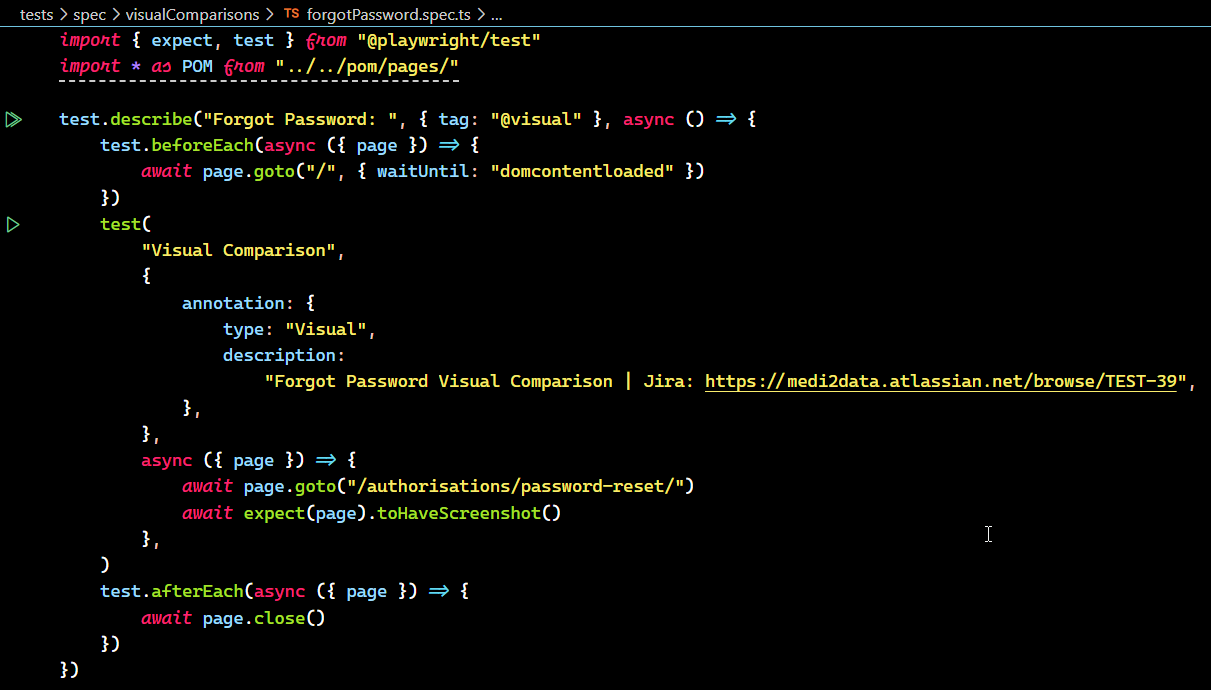 tests > spec > visualComparisons > TS forgotPassword.spec.ts > ...
import { expect, test } from "@playwright/test"
import * as POM from "../../pom/pages/"
test.describe("Forgot Password: ", { tag: "@visual" }, async () => {
    test.beforeEach(async ({ page }) => {
        await page.goto("/", { waitUntil: "domcontentloaded" })
    })
    test(
        "Visual Comparison",
        {
            annotation: {
                type: "Visual",
                description:
                    "Forgot Password Visual Comparison | Jira: https://medi2data.atlassian.net/browse/TEST-39",
            },
        },
        async ({ page }) => {
            await page.goto("/authorisations/password-reset/")
            await expect(page).toHaveScreenshot()
        },
    )
    test.afterEach(async ({ page }) => {
        await page.close()
    })
})